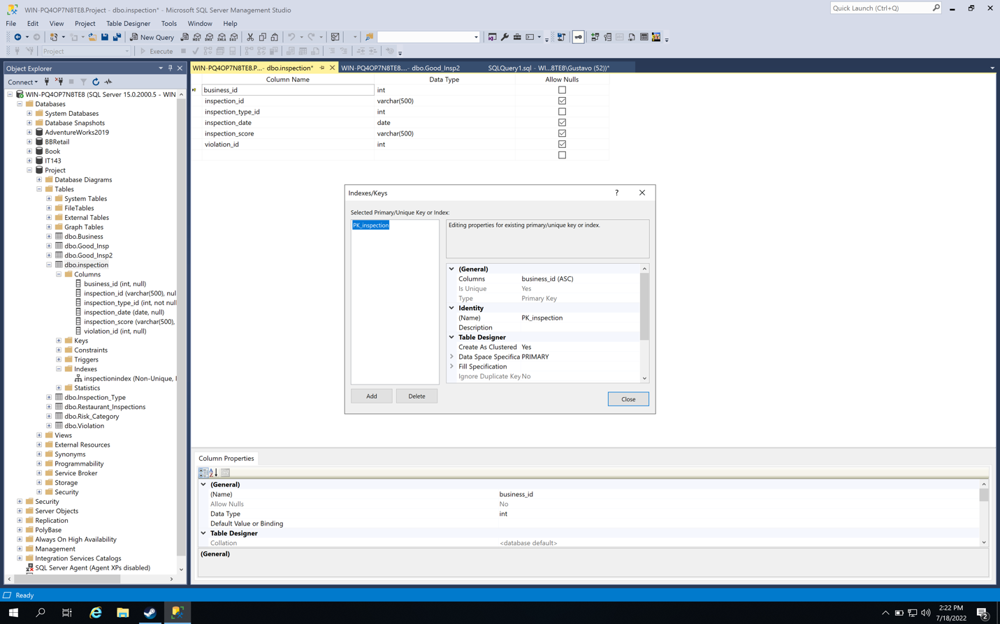 WIN-PQ4OP7N8TE8.Project - dbo.inspection* - Microsoft SQL Server Management Studio
Quick Launch (Ctrl+Q)
File Edit View Project Table Designer Tools Window Help
New Query
Project
Execute
Object Explorer
WIN-PQ4OP7N8TE8.P...- dbo.inspection*
WIN-PQ4OP7N8TE8....- dbo.Good_Insp2
SQLQuery1.sql - WI...8TE8\Gustavo (52))*
Connect
WIN-PQ4OP7N8TE8 (SQL Server 15.0.2000.5 - WIN
Databases
System Databases
Database Snapshots
AdventureWorks2019
BBRetail
Book
IT143
Project
Database Diagrams
Tables
System Tables
FileTables
External Tables
Graph Tables
dbo.Business
dbo.Good_Insp
dbo.Good_Insp2
dbo.inspection
Columns
business_id (int, null)
inspection_id (varchar(500), nul
inspection_type_id (int, not null
inspection_date (date, null)
inspection_score (varchar(500),
violation_id (int, null)
Keys
Constraints
Triggers
Indexes
inspectionindex (Non-Unique,
Statistics
dbo.Inspection_Type
dbo.Restaurant_Inspections
dbo.Risk_Category
dbo.Violation
Views
External Resources
Synonyms
Programmability
Service Broker
Storage
Security
Security
Server Objects
Replication
PolyBase
Always On High Availability
Management
Integration Services Catalogs
SQL Server Agent (Agent XPs disabled)
Column Name Data Type Allow Nulls
business_id int
inspection_id varchar(500)
inspection_type_id int
inspection_date date
inspection_score varchar(500)
violation_id int
Indexes/Keys
?
Selected Primary/Unique Key or Index:
PK_inspection
Editing properties for existing primary/unique key or index.
(General)
Columns business_id (ASC)
Is Unique Yes
Type Primary Key
Identity
(Name) PK_inspection
Description
Table Designer
Create As Clustered Yes
Data Space Specifica PRIMARY
Fill Specification
Ignore Duplicate Key No
Add Delete
Close
Column Properties
(General)
(Name) business_id
Allow Nulls No
Data Type int
Default Value or Binding
Table Designer
Collation <database default>
(General)
Ready
2:22 PM
7/18/2022
2